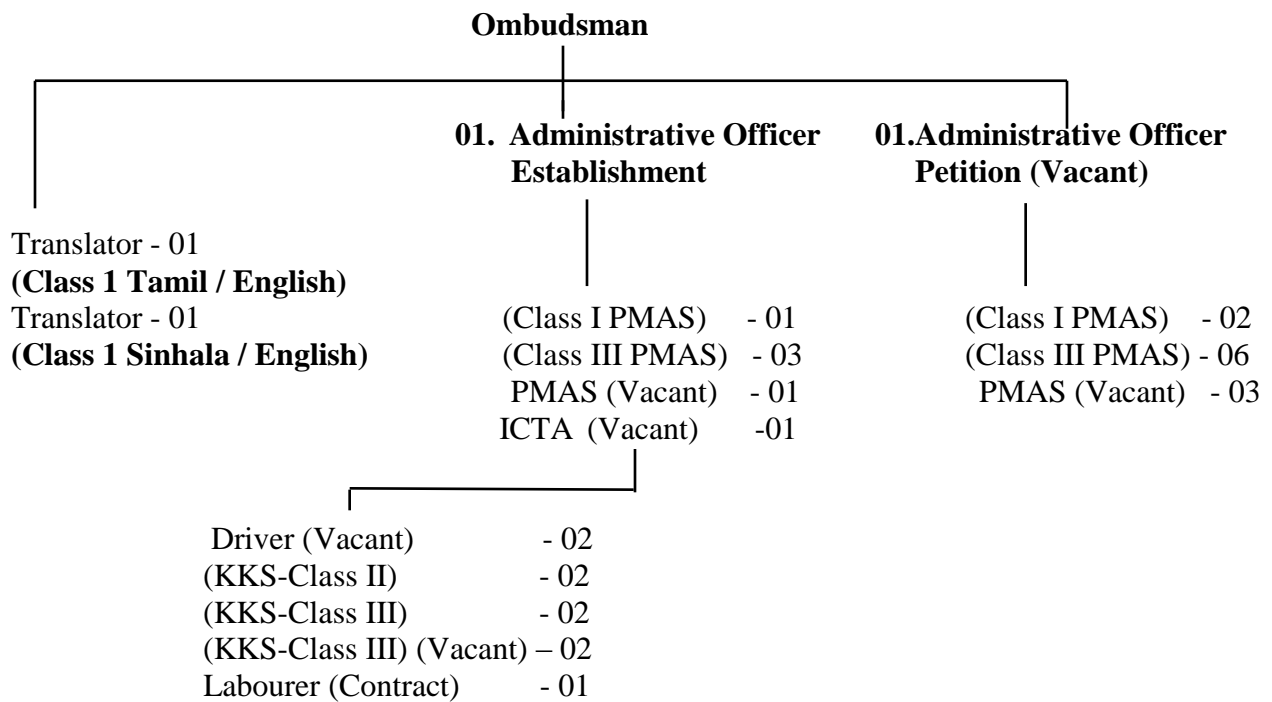 Ombudsman
01. Administrative Officer
Establishment
01.Administrative Officer
Petition (Vacant)
Translator - 01
(Class 1 Tamil / English)
Translator - 01
(Class 1 Sinhala / English)
(Class I PMAS) - 01
(Class III PMAS) - 03
PMAS (Vacant) - 01
ICTA (Vacant) -01
(Class I PMAS) - 02
(Class III PMAS) - 06
PMAS (Vacant) - 03
Driver (Vacant) - 02
(KKS-Class II) - 02
(KKS-Class III) - 02
(KKS-Class III) (Vacant) – 02
Labourer (Contract) - 01